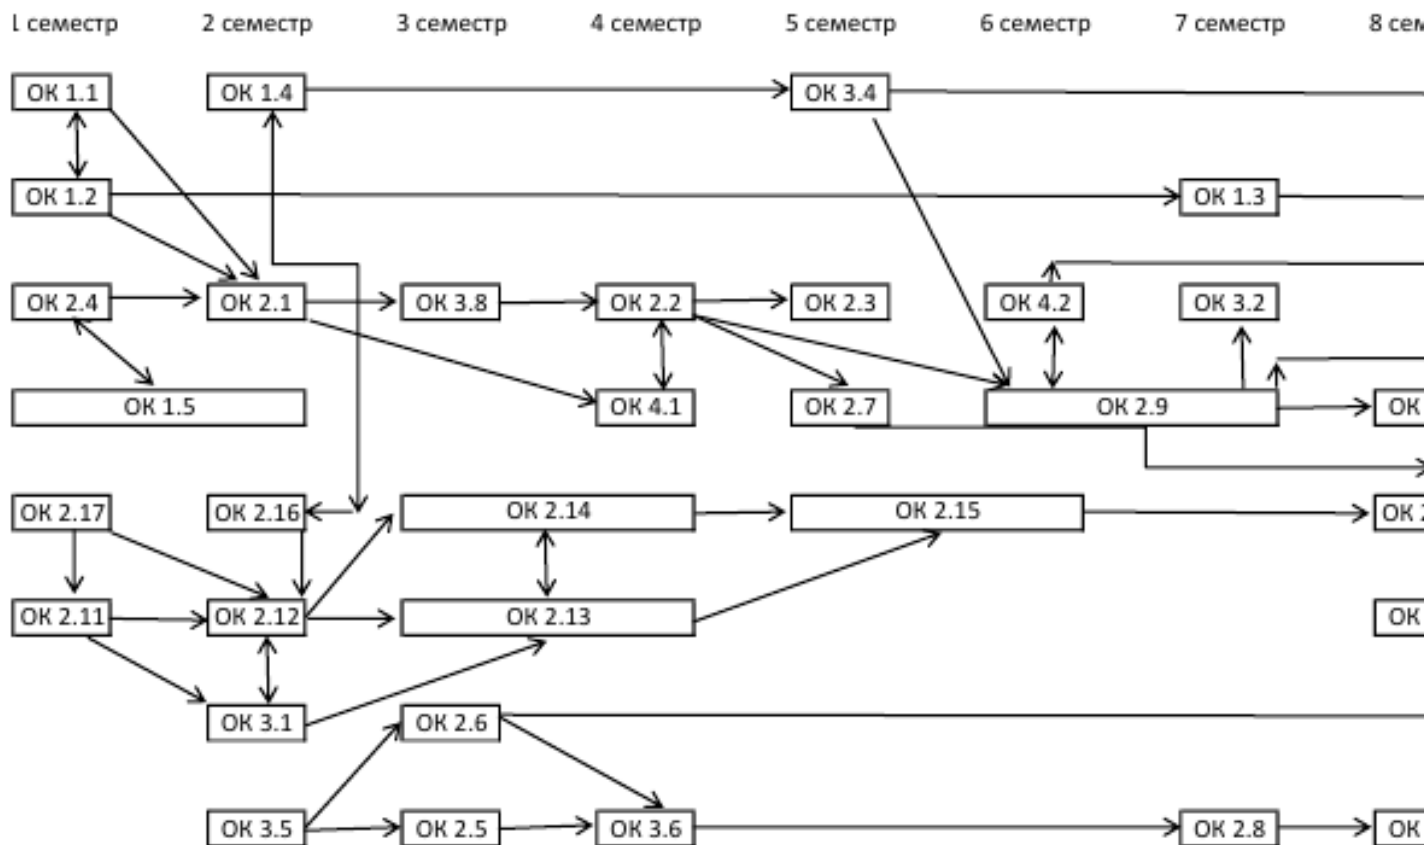 1 семестр 2 семестр 3 семестр 4 семестр 5 семестр 6 семестр 7 семестр 8 сем
ОК 1.1 ОК 1.4 ОК 3.4
ОК 1.2 ОК 1.3
ОК 2.4 ОК 2.1 ОК 3.8 ОК 2.2 ОК 2.3 ОК 4.2 ОК 3.2
ОК 1.5 ОК 4.1 ОК 2.7 ОК 2.9 ОК
ОК 2.17 ОК 2.16 ОК 2.14 ОК 2.15 ОК
ОК 2.11 ОК 2.12 ОК 2.13 ОК
ОК 3.1 ОК 2.6
ОК 3.5 ОК 2.5 ОК 3.6 ОК 2.8 ОК